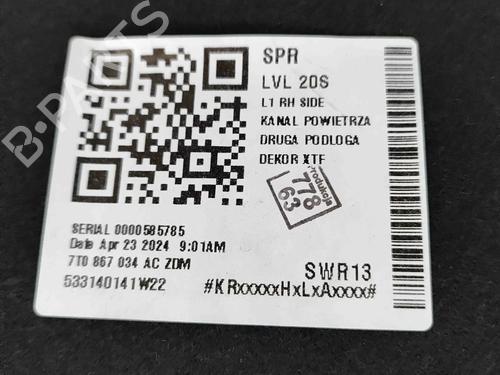 SPR
LVL 20S
L1 RH SIDE
KANAL POWIETRZA
DRUGA PODLOGA
DEKOR XTF
Produkcja
778
63
SERIAL 0000585785
Date Apr 23 2024 9:01AM
7T0 867 034 AC ZDM
533140141W22
SWR13
#KRxxxxxHxLxAxxxx#
B-PARTS